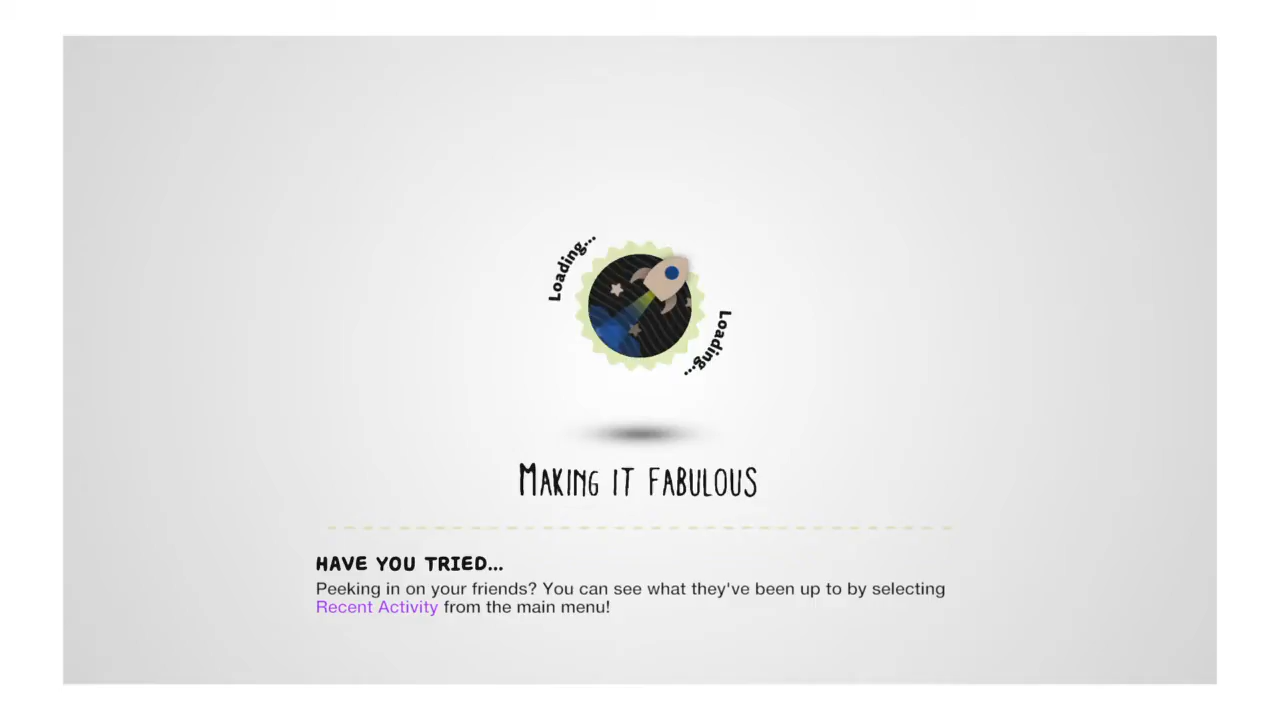 Loading...
Loading...
MAKING IT FABULOUS
HAVE YOU TRIED...
Peeking in on your friends? You can see what they've been up to by selecting
Recent Activity from the main menu!